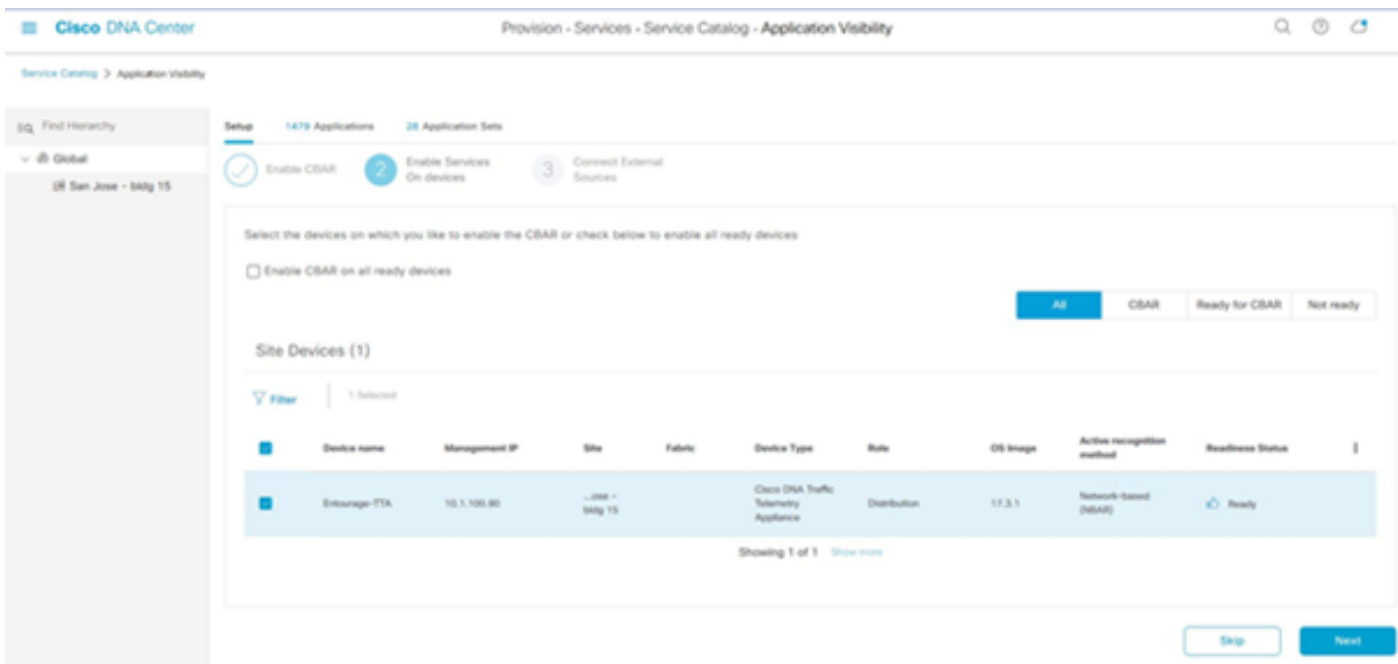 Cisco DNA Center
Provision - Services - Service Catalog - Application Visibility
Service Catalog > Application Visibility
Find Hierarchy
Global
San Jose - bldg 15
Setup 1479 Applications 28 Application Sets
Enable CBAR
2 Enable Services
On devices
3 Connect External
Sources
Select the devices on which you like to enable the CBAR or check below to enable all ready devices
Enable CBAR on all ready devices
All CBAR Ready for CBAR Not ready
Site Devices (1)
Filter 1 Selected
Device name Management IP Site Fabric Device Type Role OS Image Active recognition method Readiness Status
Entourage-TTA 10.1.100.90 ...ose - bldg 15 Cisco DNA Traffic Telemetry Appliance Distribution 17.3.1 Network-based (NBAR) Ready
Showing 1 of 1 Show more
Skip Next